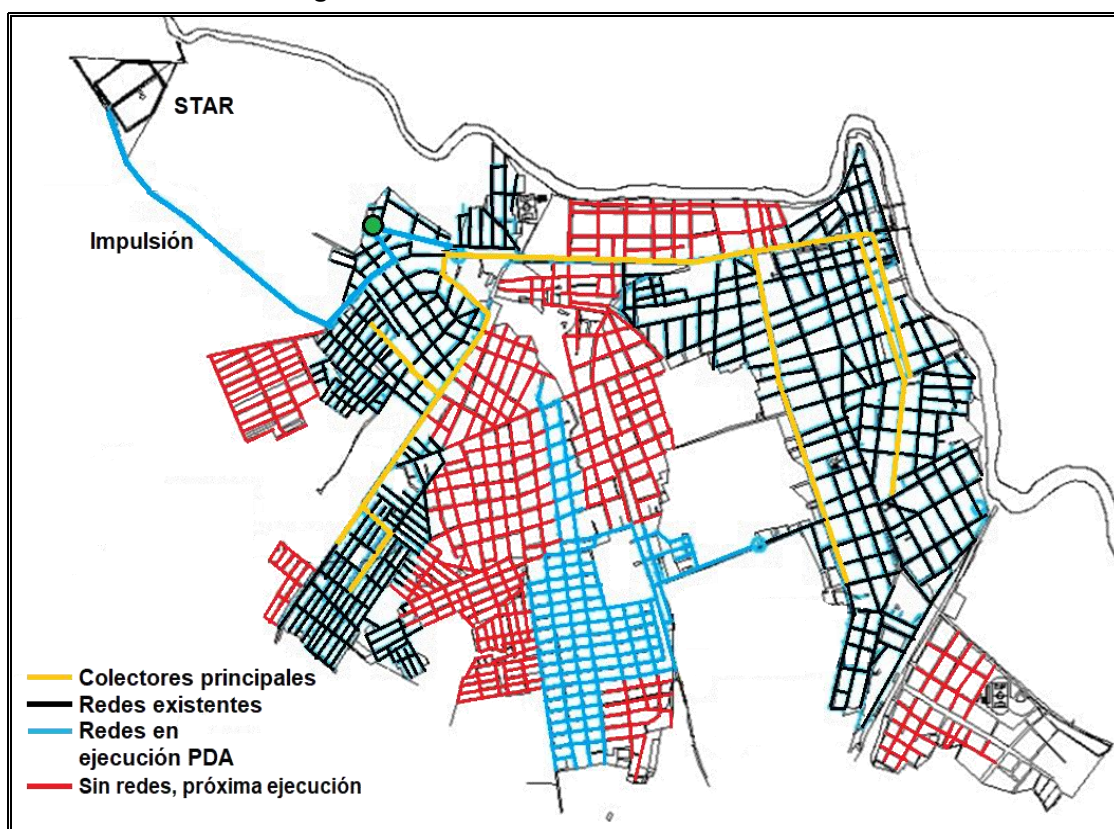 STAR
Impulsión
Colectores principales
Redes existentes
Redes en
ejecución PDA
Sin redes, próxima ejecución